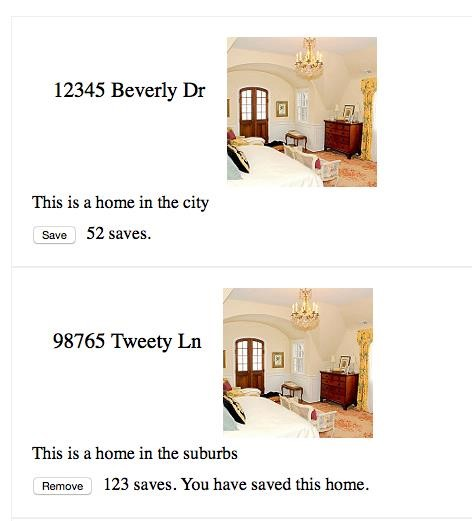 12345 Beverly Dr
This is a home in the city
Save 52 saves.
98765 Tweety Ln
This is a home in the suburbs
Remove 123 saves. You have saved this home.